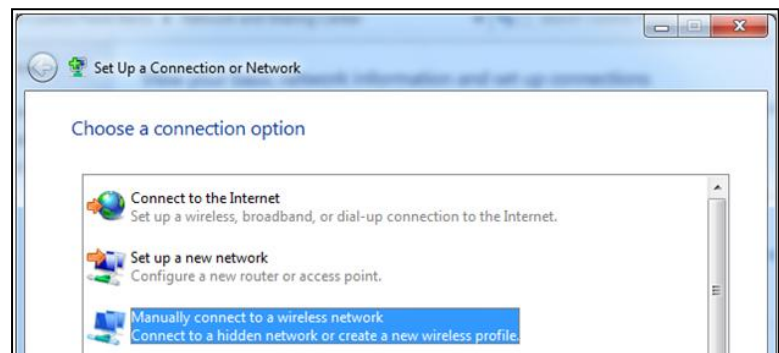 Set Up a Connection or Network
Choose a connection option
Connect to the Internet
Set up a wireless, broadband, or dial-up connection to the Internet.
Set up a new network
Configure a new router or access point.
Manually connect to a wireless network
Connect to a hidden network or create a new wireless profile.